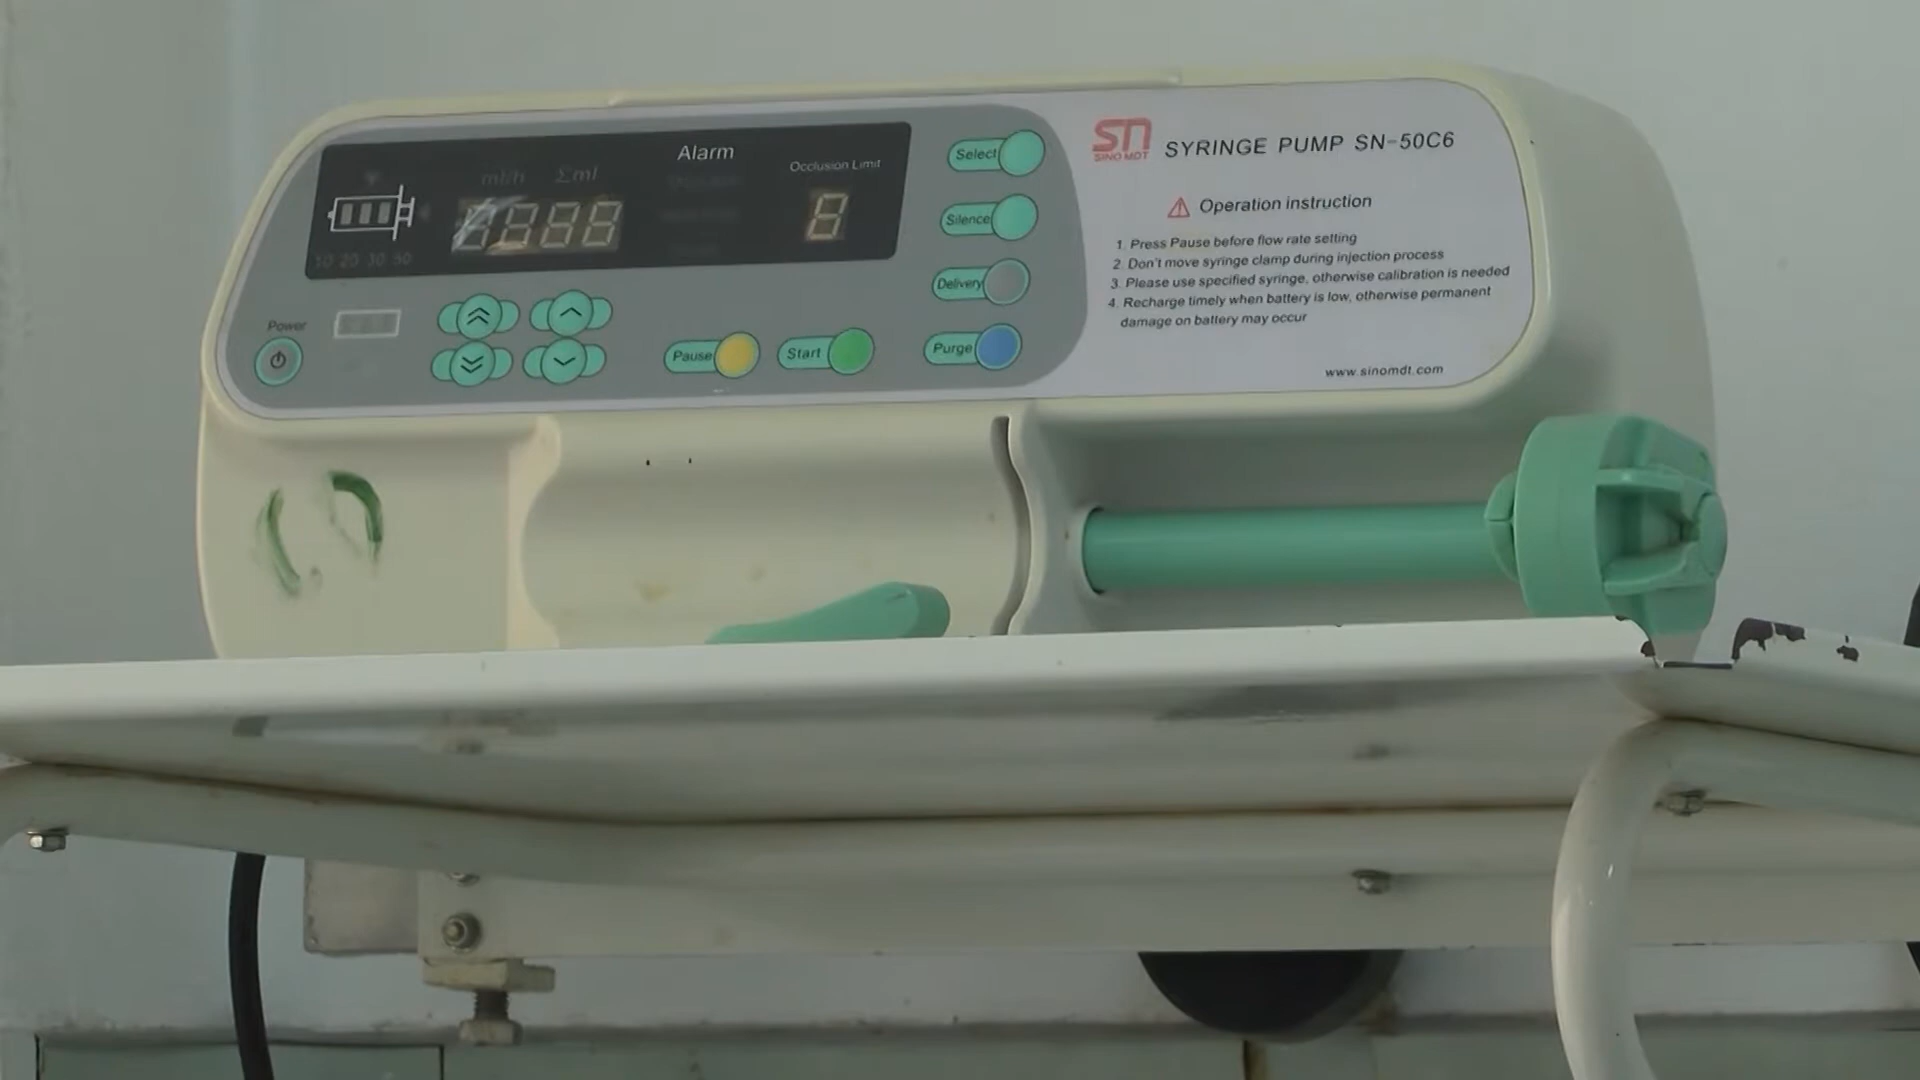 Alarm
Occlusion Limit
ml/h Σml
10 20 30 50
Power
Pause
Start
Select
Silence
Delivery
Purge
SN
SINO MDT
SYRINGE PUMP SN-50C6
Operation instruction
1. Press Pause before flow rate setting
2. Don't move syringe clamp during injection process
3. Please use specified syringe, otherwise calibration is needed
4. Recharge timely when battery is low, otherwise permanent
damage on battery may occur
www.sinomdt.com